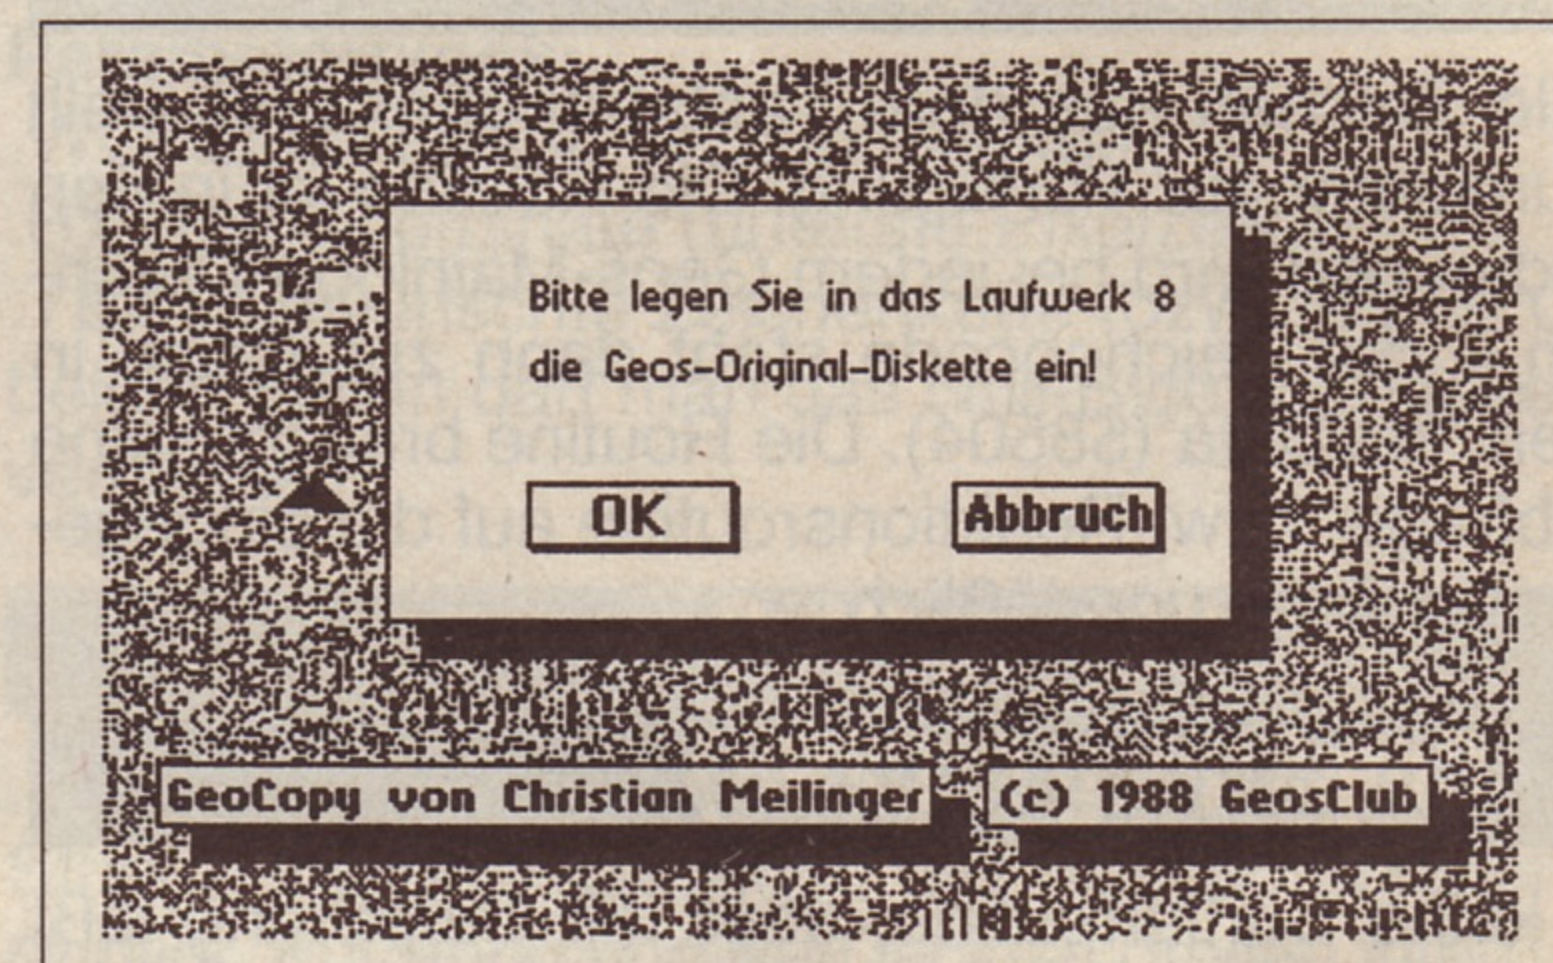 Bitte legen Sie in das Laufwerk 8
die Geos-Original-Diskette ein!
OK Abbruch
GeoCopy von Christian Meilinger (c) 1988 GeosClub